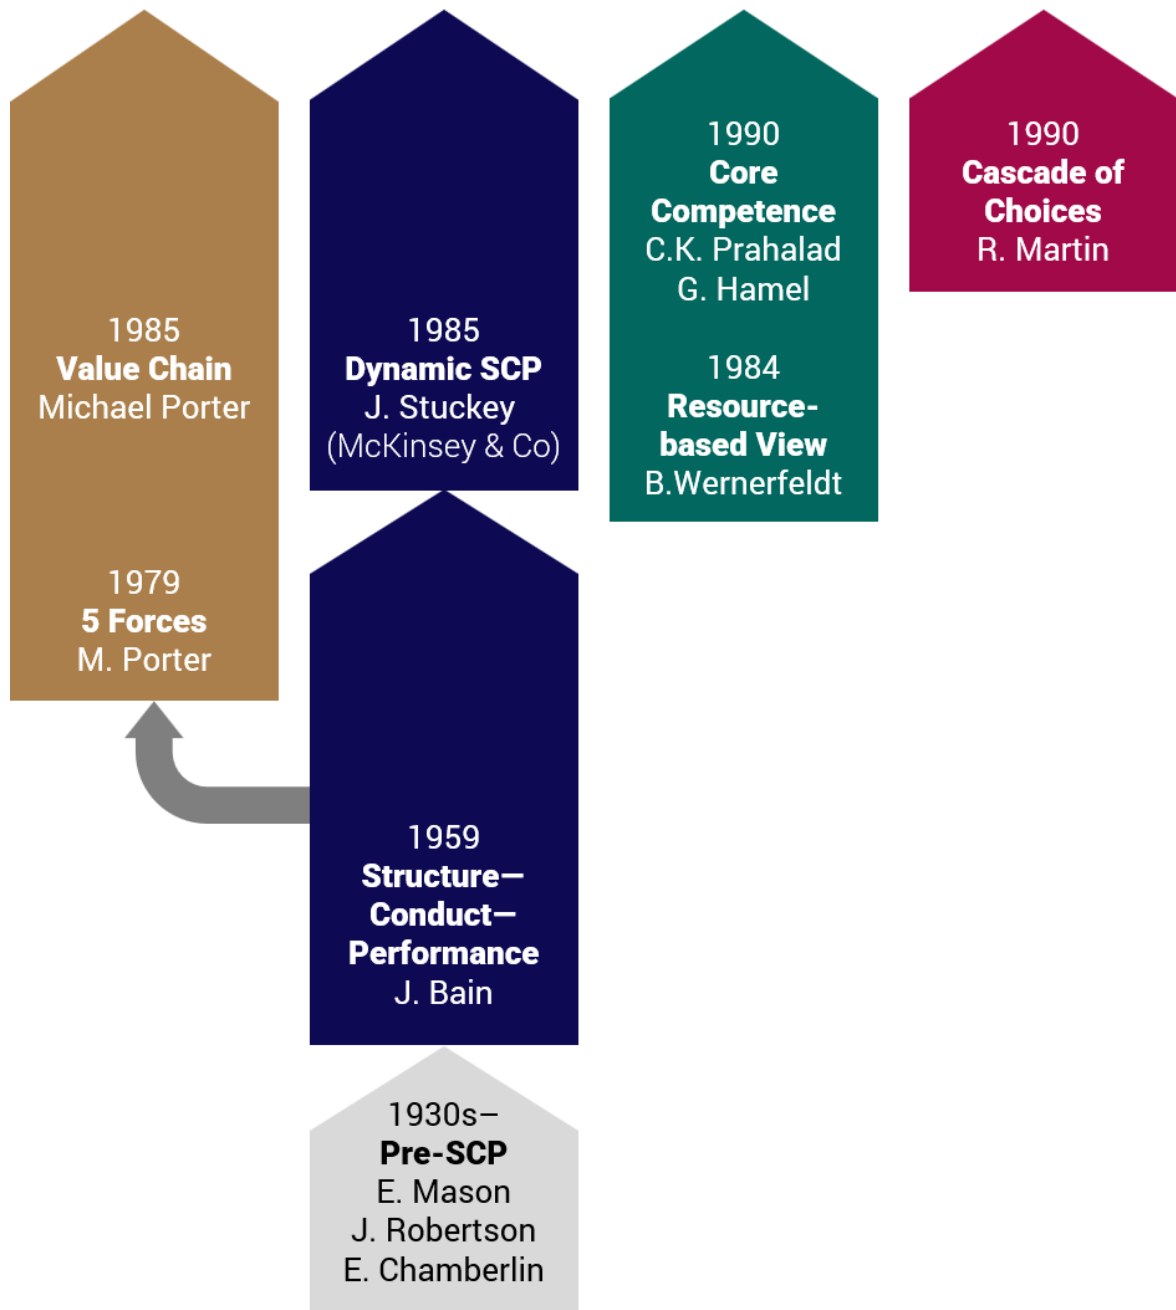 1985
Value Chain
Michael Porter
1979
5 Forces
M. Porter
1985
Dynamic SCP
J. Stuckey
(McKinsey & Co)
1959
Structure—
Conduct—
Performance
J. Bain
1930s–
Pre-SCP
E. Mason
J. Robertson
E. Chamberlin
1990
Core
Competence
C.K. Prahalad
G. Hamel
1984
Resource-
based View
B.Wernerfeldt
1990
Cascade of
Choices
R. Martin